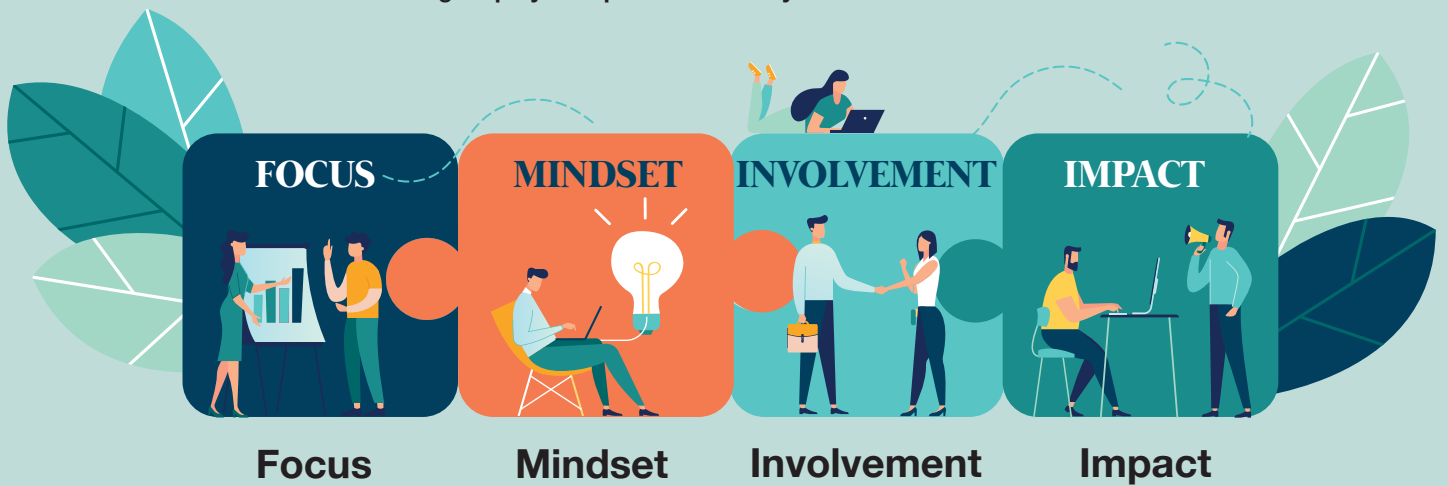 FOCUS
MINDSET
INVOLVEMENT
IMPACT
Focus
Mindset
Involvement
Impact